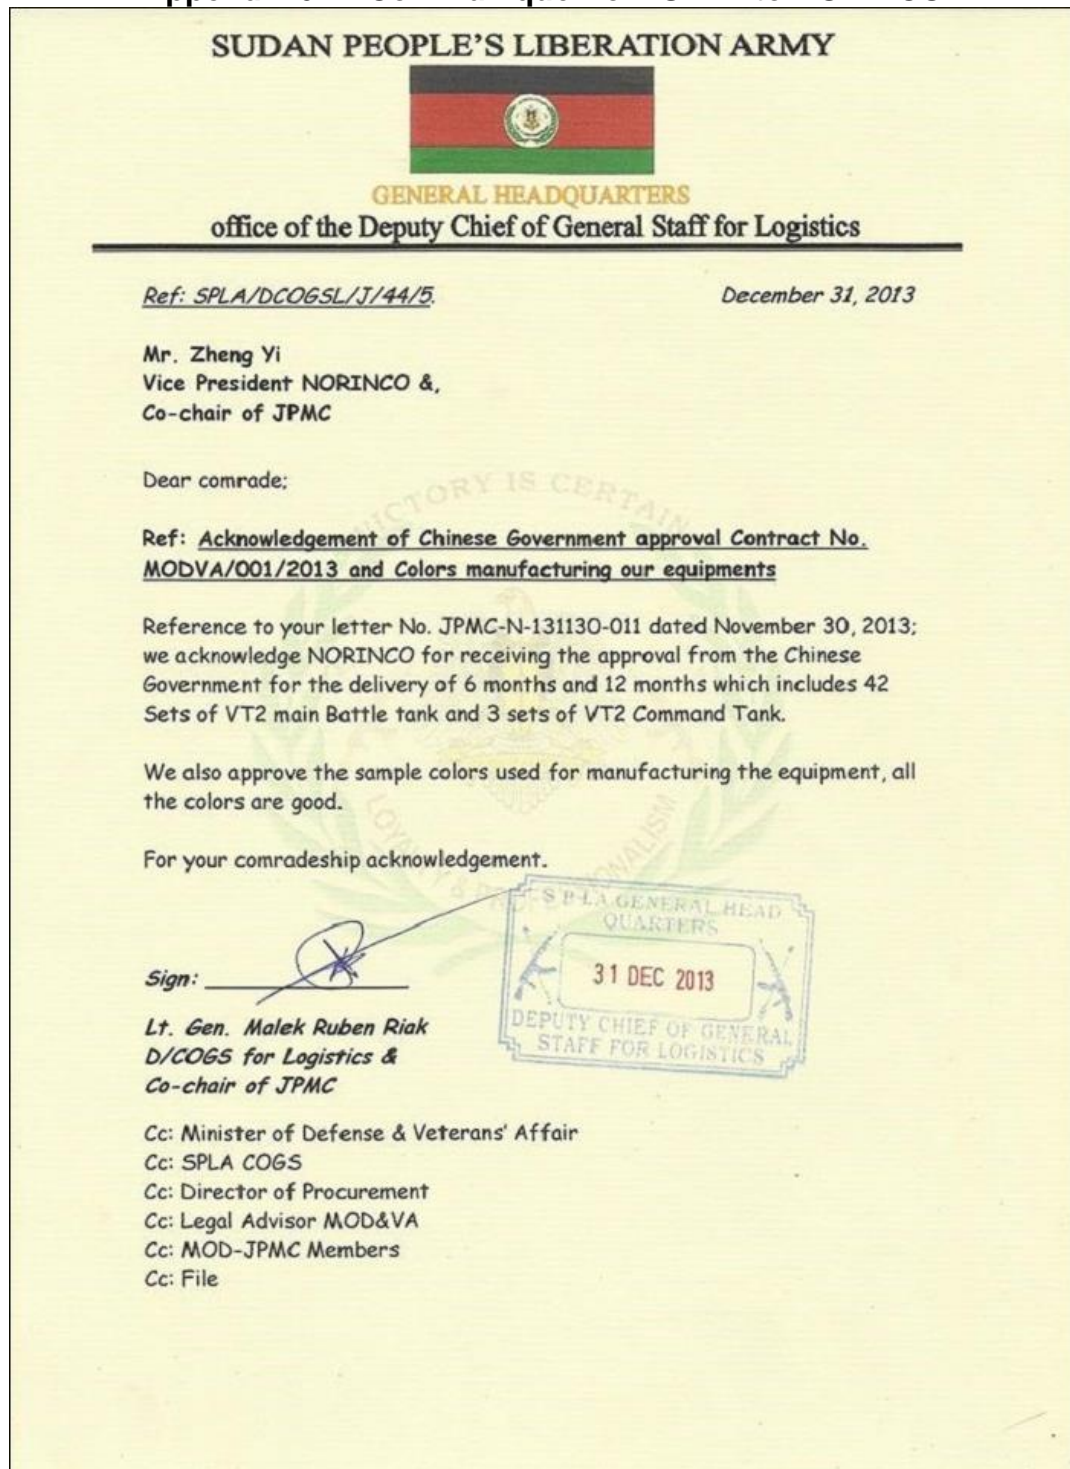 SUDAN PEOPLE'S LIBERATION ARMY
GENERAL HEADQUARTERS
office of the Deputy Chief of General Staff for Logistics
Ref: SPLA/DCOGSL/J/44/5.
December 31, 2013
Mr. Zheng Yi
Vice President NORINCO &,
Co-chair of JPMC
Dear comrade;
VICTORY IS CERTAIN
Ref: Acknowledgement of Chinese Government approval Contract No.
MODVA/001/2013 and Colors manufacturing our equipments
Reference to your letter No. JPMC-N-131130-011 dated November 30, 2013;
we acknowledge NORINCO for receiving the approval from the Chinese
Government for the delivery of 6 months and 12 months which includes 42
Sets of VT2 main Battle tank and 3 sets of VT2 Command Tank.
We also approve the sample colors used for manufacturing the equipment, all
the colors are good.
LOYALTY & PROFESSIONALISM
For your comradeship acknowledgement.
S P L A GENERAL HEAD
QUARTERS
31 DEC 2013
DEPUTY CHIEF OF GENERAL
STAFF FOR LOGISTICS
Sign:
Lt. Gen. Malek Ruben Riak
D/COGS for Logistics &
Co-chair of JPMC
Cc: Minister of Defense & Veterans' Affair
Cc: SPLA COGS
Cc: Director of Procurement
Cc: Legal Advisor MOD&VA
Cc: MOD-JPMC Members
Cc: File